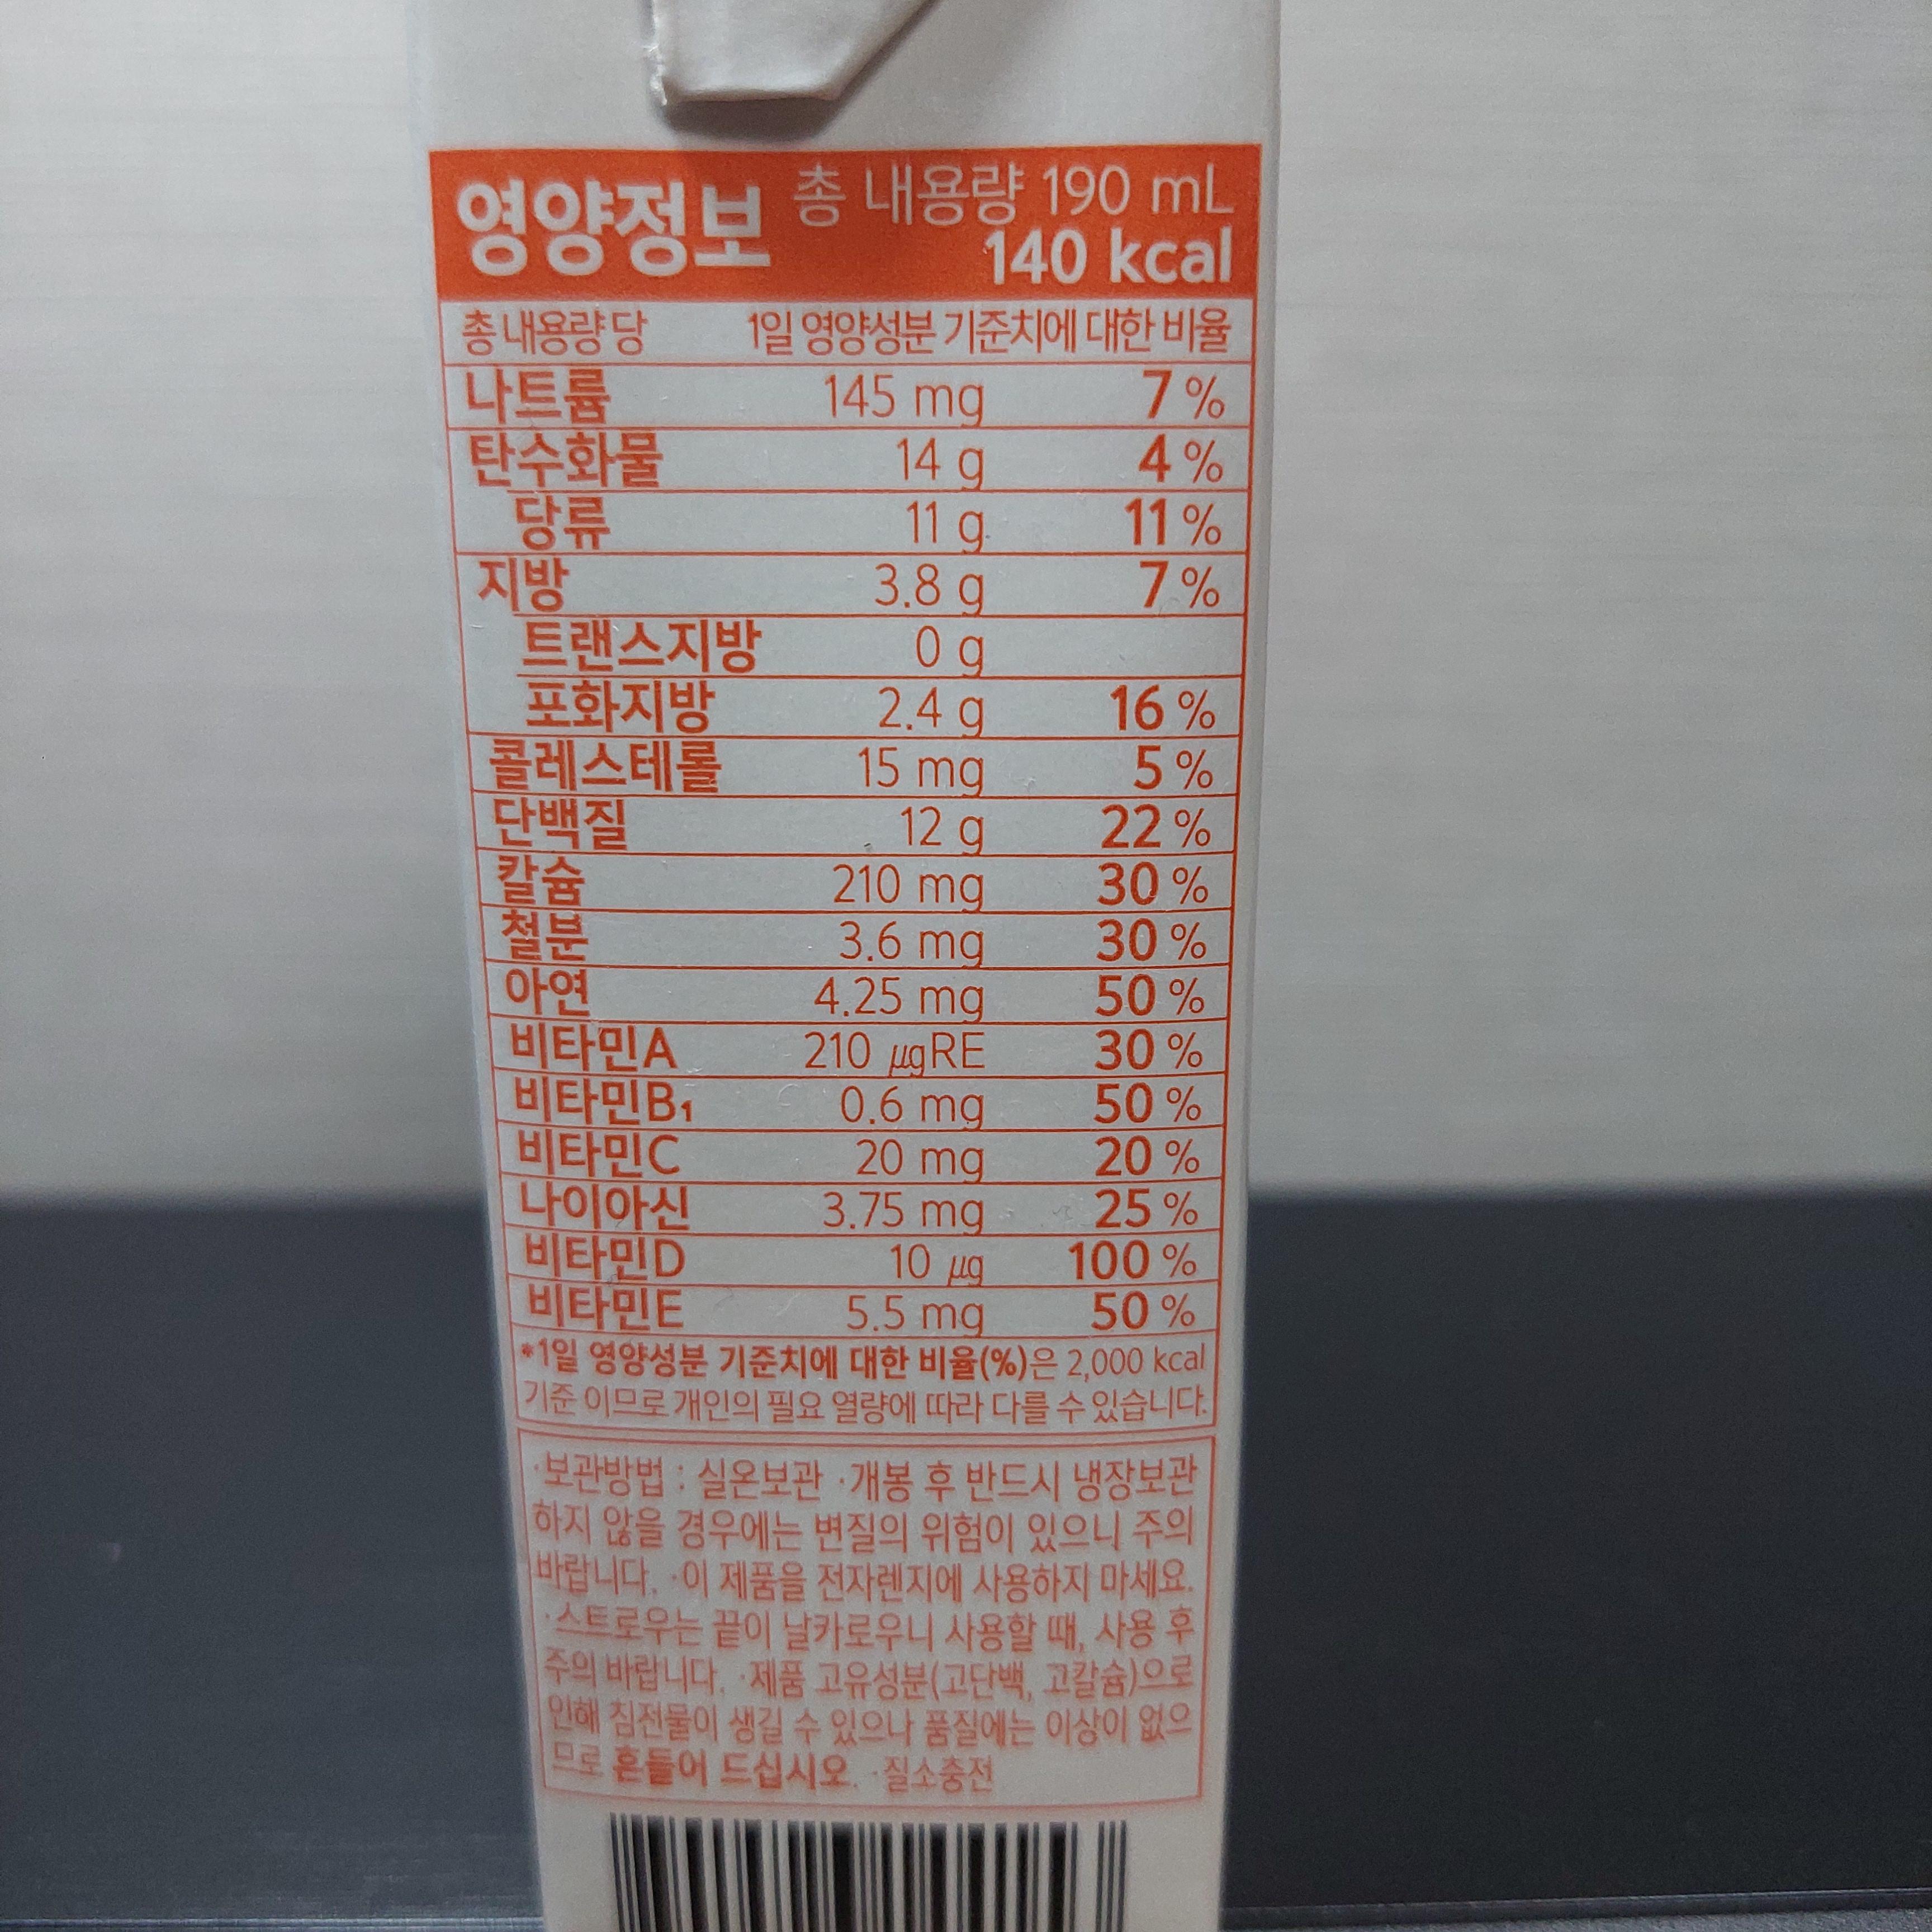 영양정보 총 내용량 190 mL
140 kcal
총 내용량 당 1일 영양성분 기준치에 대한 비율
나트륨 145 mg 7 %
탄수화물 14 g 4 %
당류 11 g 11 %
지방 3.8 g 7 %
트랜스지방 0 g
포화지방 2.4 g 16 %
콜레스테롤 15 mg 5 %
단백질 12 g 22 %
칼슘 210 mg 30 %
철분 3.6 mg 30 %
아연 4.25 mg 50 %
비타민A 210 μgRE 30 %
비타민B₁ 0.6 mg 50 %
비타민C 20 mg 20 %
나이아신 3.75 mg 25 %
비타민D 10 μg 100 %
비타민E 5.5 mg 50 %
*1일 영양성분 기준치에 대한 비율(%)은 2,000 kcal
기준 이므로 개인의 필요 열량에 따라 다를 수 있습니다.
·보관방법 : 실온보관 ·개봉 후 반드시 냉장보관
하지 않을 경우에는 변질의 위험이 있으니 주의
바랍니다. ·이 제품을 전자렌지에 사용하지 마세요.
·스트로우는 끝이 날카로우니 사용할 때, 사용 후
주의 바랍니다. ·제품 고유성분(고단백, 고칼슘)으로
인해 침전물이 생길 수 있으나 품질에는 이상이 없으
므로 흔들어 드십시오. ·질소충전